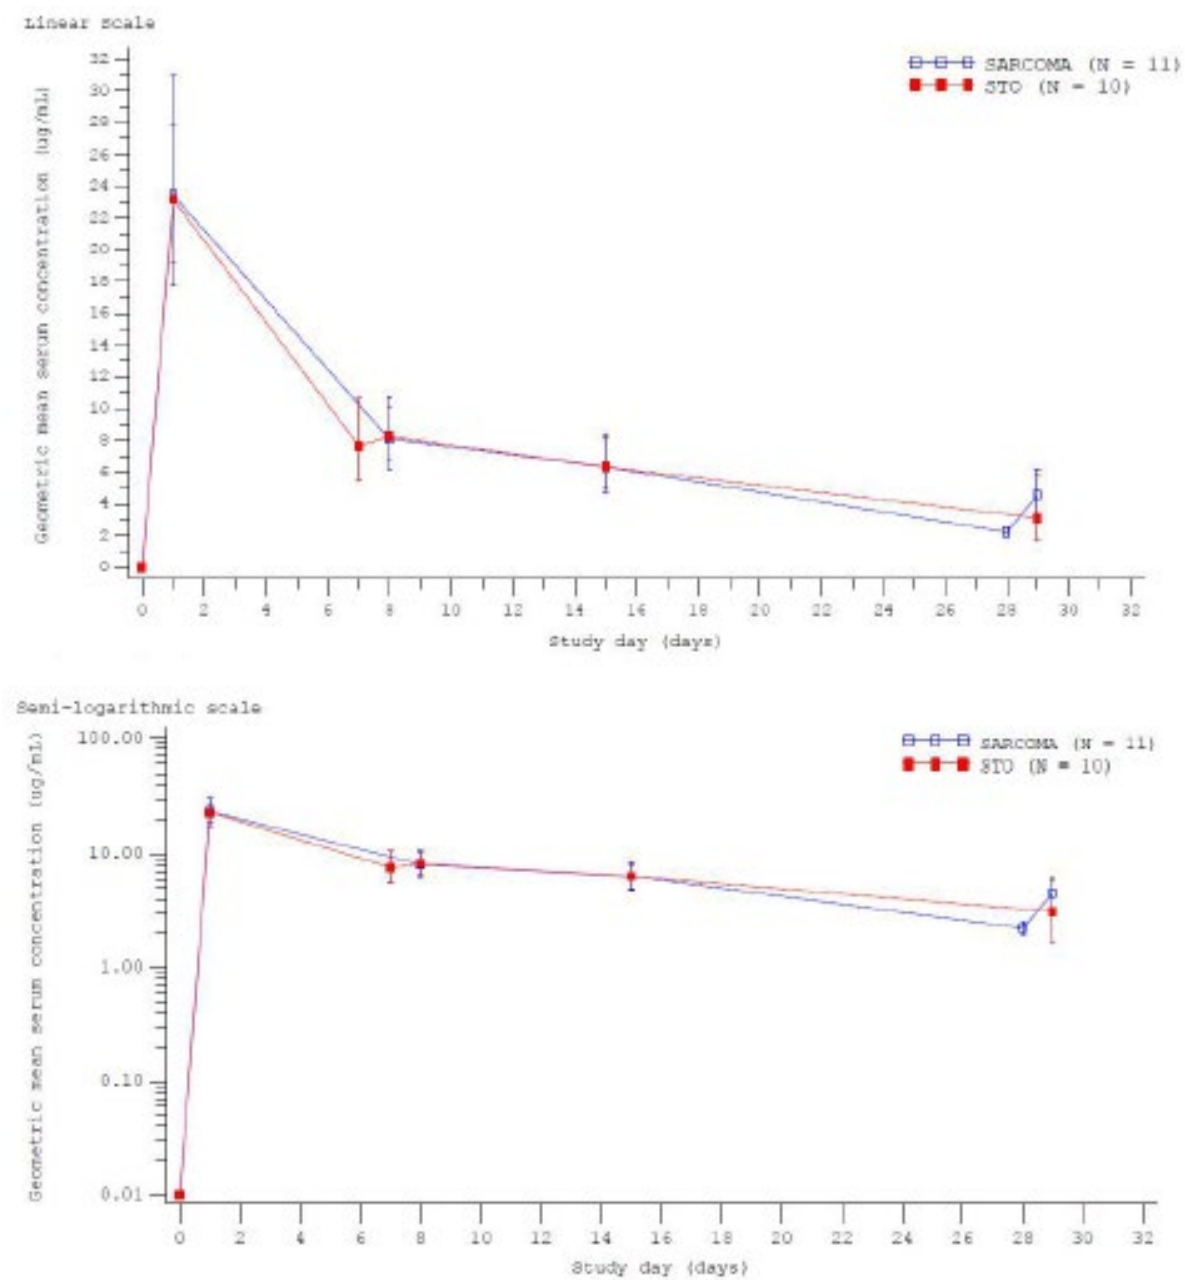 Linear scale
SARCOMA (N = 11)
STO (N = 10)
Geometric mean serum concentration (ug/mL)
32
30
28
26
24
22
20
18
16
14
12
10
8
6
4
2
0
0 2 4 6 8 10 12 14 16 18 20 22 24 26 28 30 32
Study day (days)
Semi-logarithmic scale
SARCOMA (N = 11)
STO (N = 10)
Geometric mean serum concentration (ug/mL)
100.00
10.00
1.00
0.10
0.01
0 2 4 6 8 10 12 14 16 18 20 22 24 26 28 30 32
Study day (days)